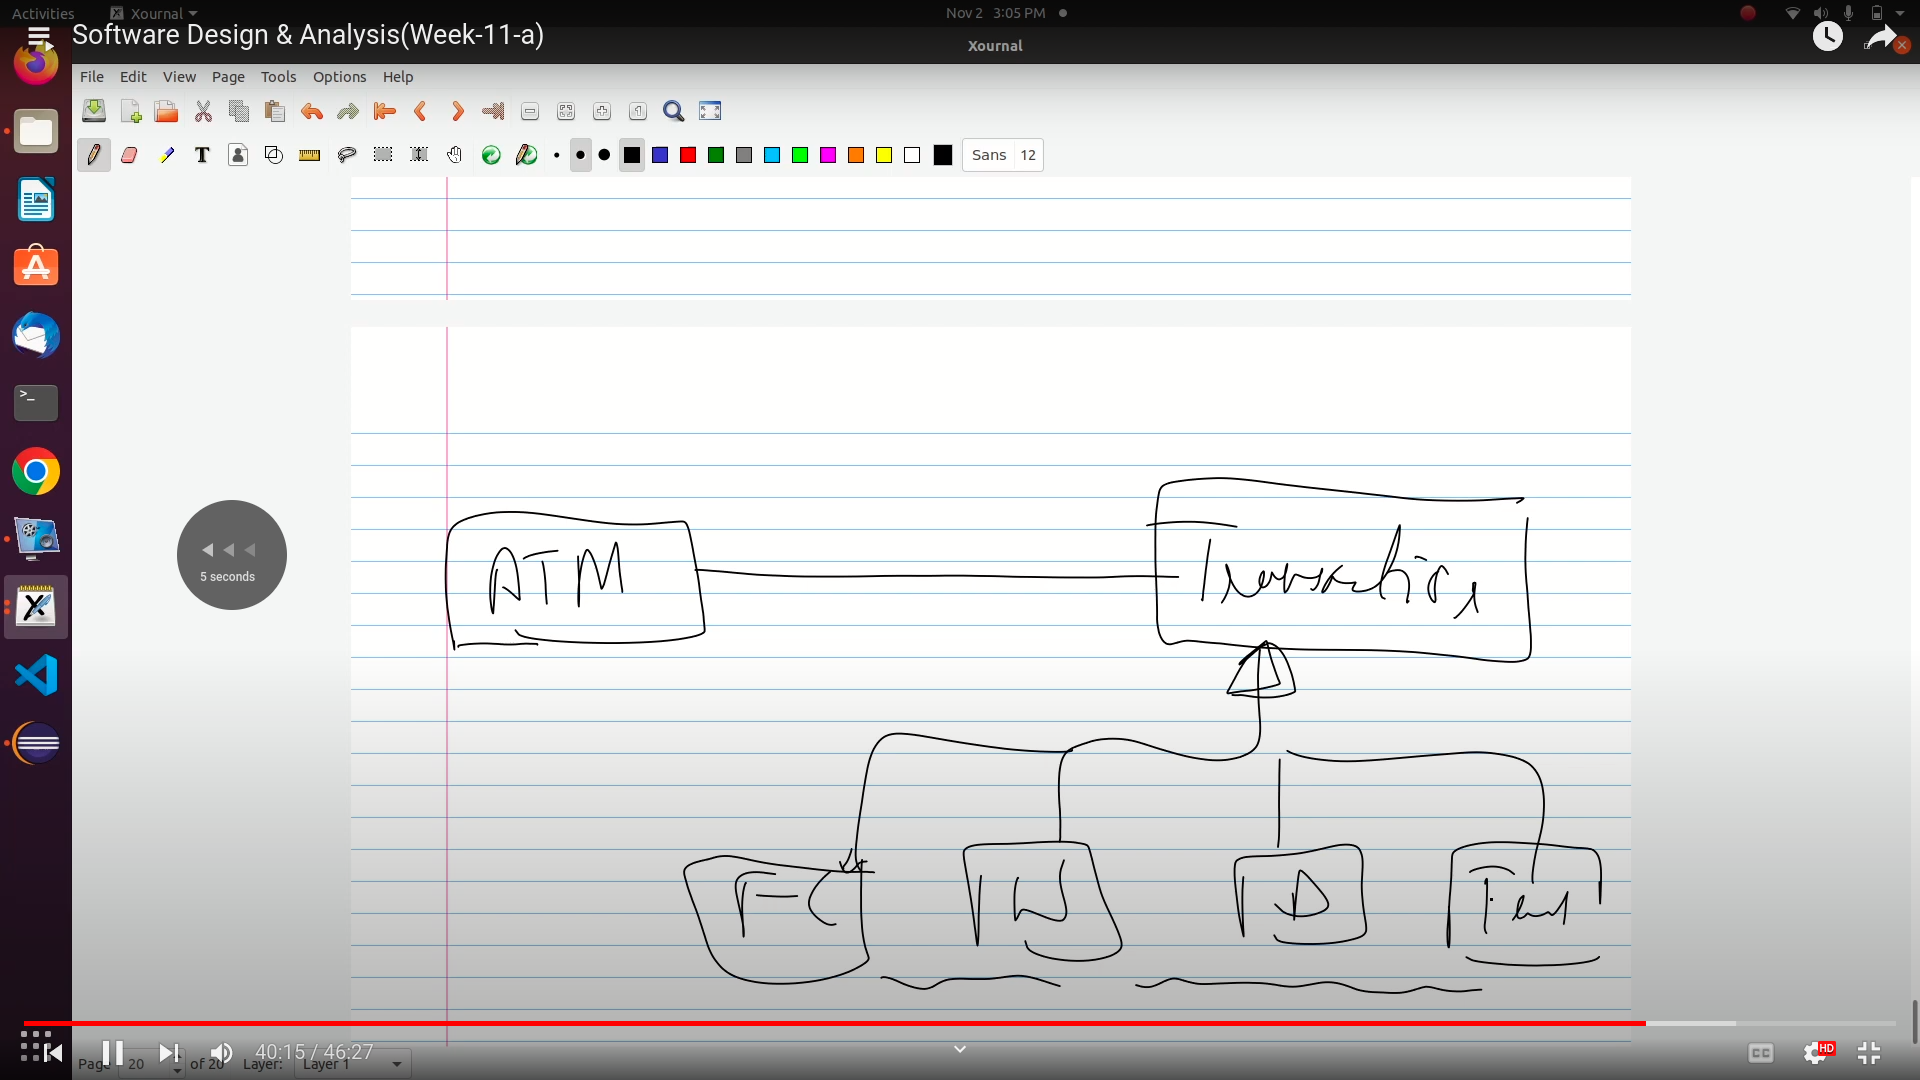 Activities Xournal Nov 2 3:05 PM
Software Design & Analysis(Week-11-a)
Xournal
File Edit View Page Tools Options Help
T Sans 12
ATM
Transaction
5 seconds
FC W D
40:15 / 46:27
CC HD
Page 20 of 20 Layer: Layer 1